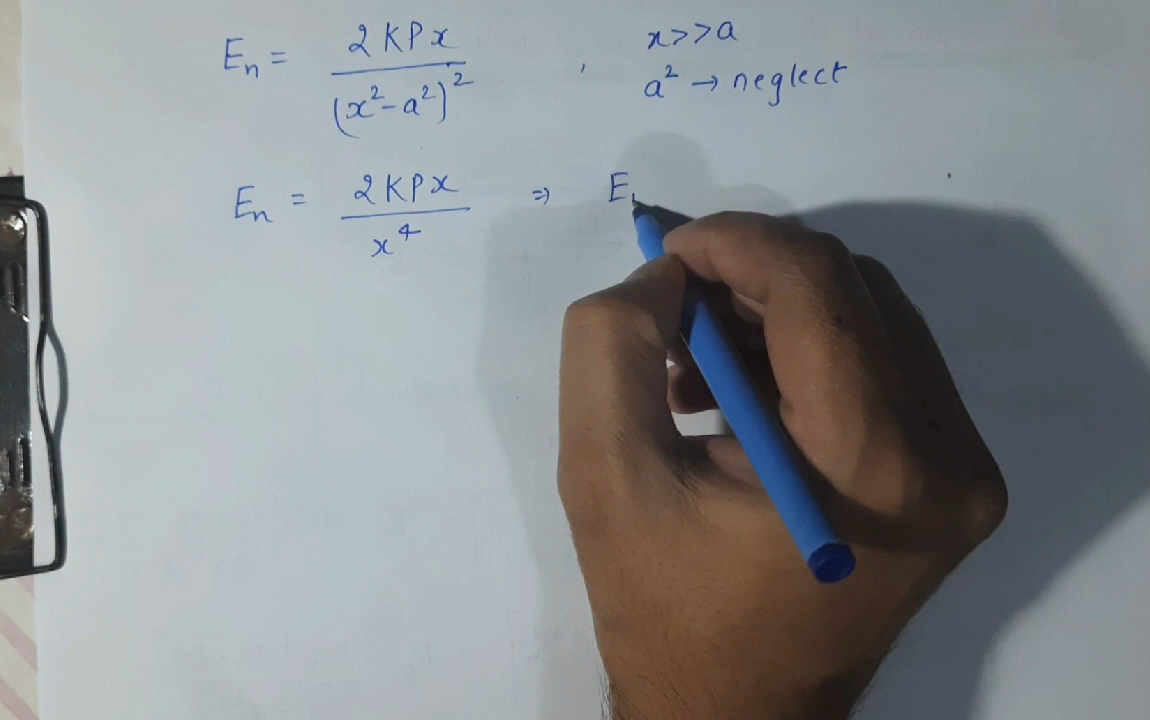 En = 2KPx / (x² - a²)² , x>>a
a² → neglect
En = 2KPx / x⁴ ⇒ E